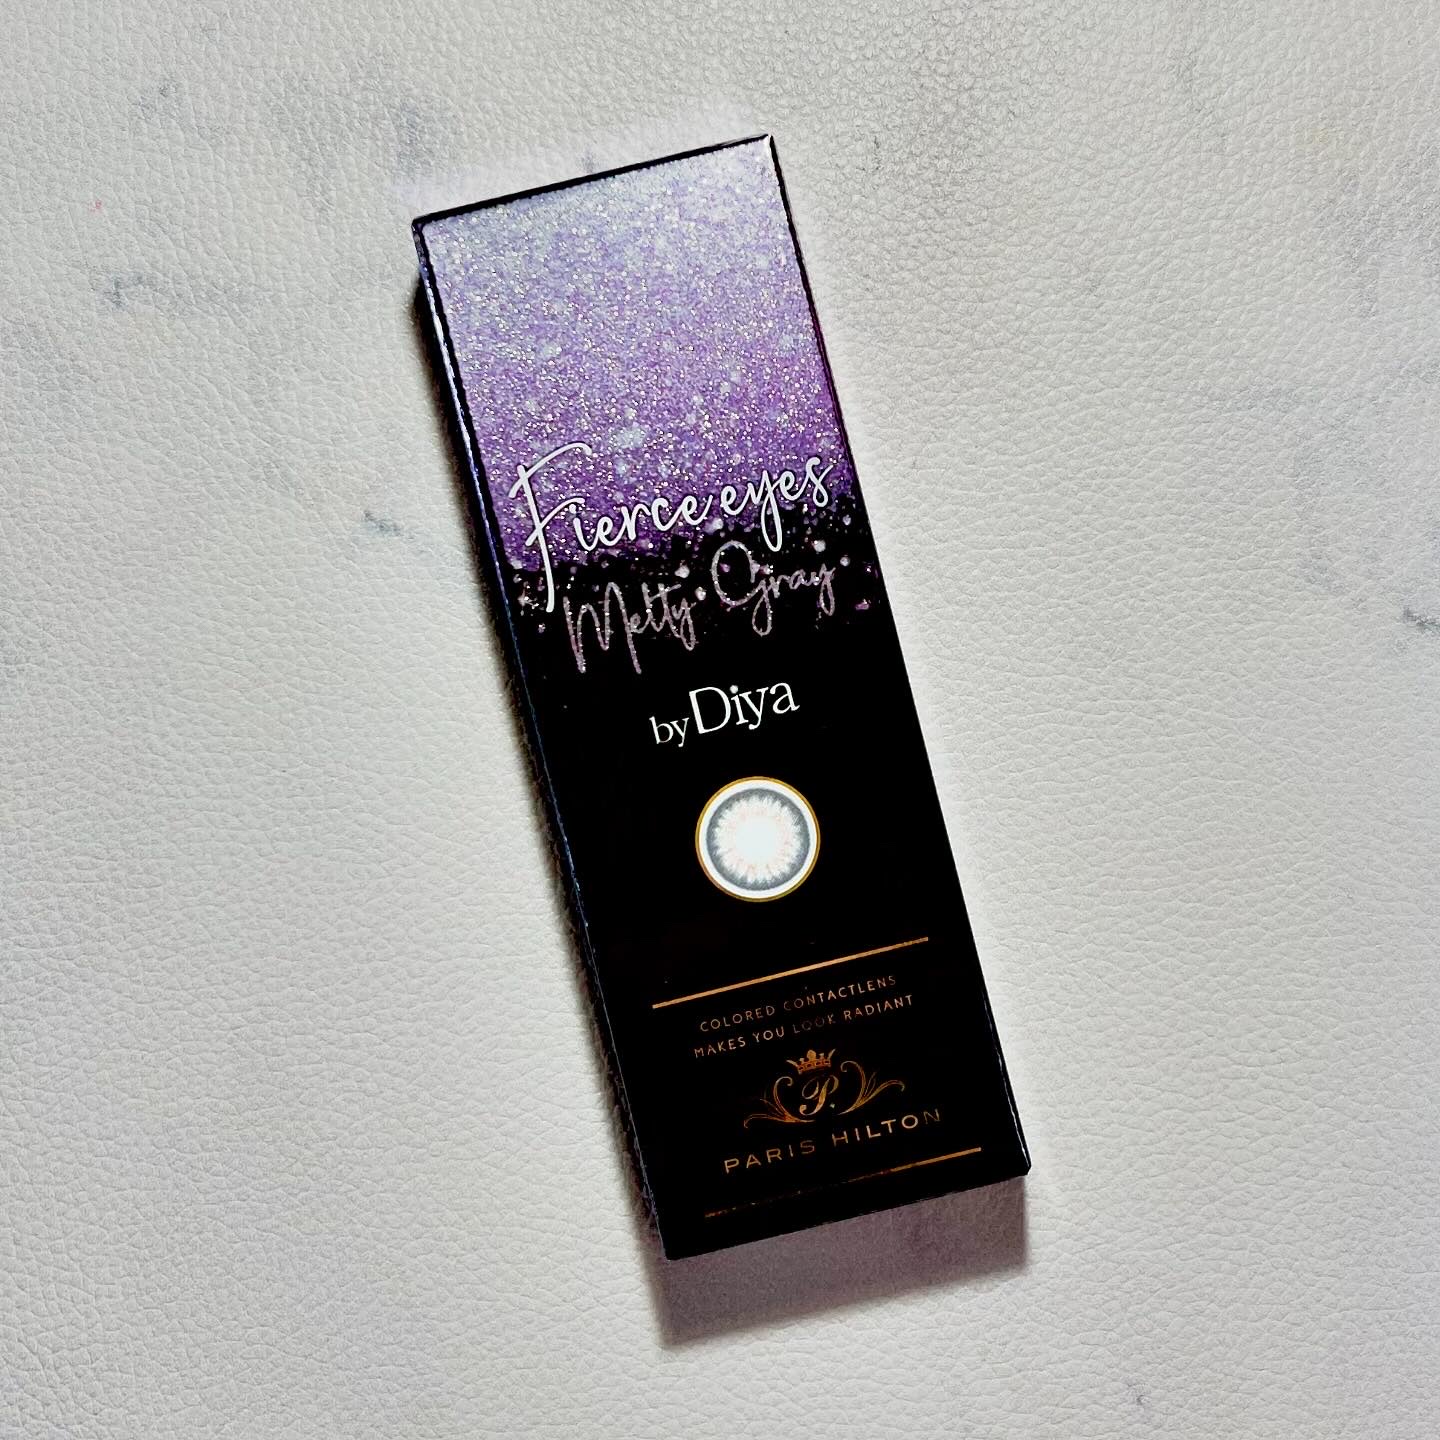 Fierce eyes
Melty Gray
by Diya
COLORED CONTACTLENS
MAKES YOU LOOK RADIANT
P.
PARIS HILTON